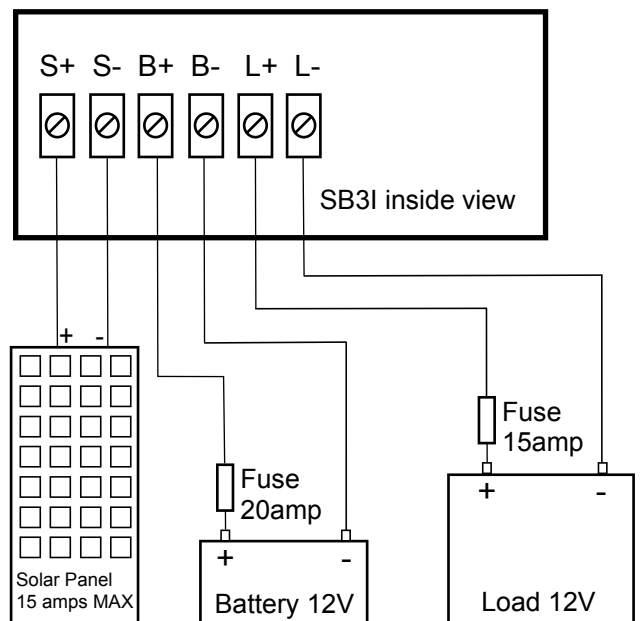 S+ S- B+ B- L+ L-
SB3I inside view
+ -
Fuse
15amp
+ -
Fuse
20amp
+ -
Solar Panel
15 amps MAX
Battery 12V
Load 12V